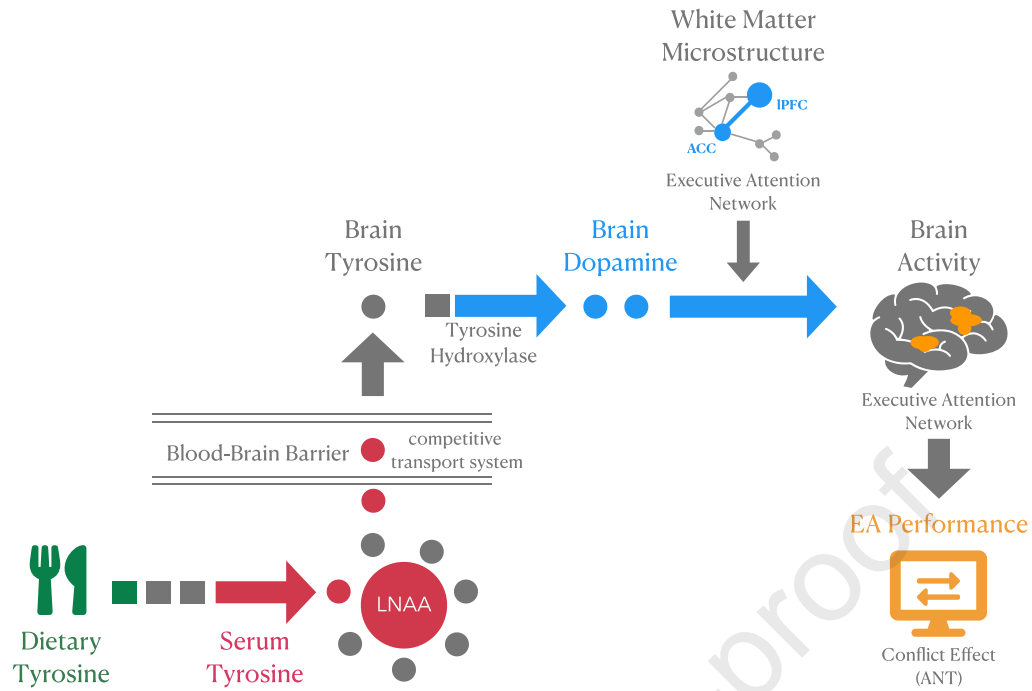 White Matter
Microstructure
lPFC
ACC
Executive Attention
Network
Brain
Tyrosine
Brain
Dopamine
Brain
Activity
Tyrosine
Hydroxylase
Executive Attention
Network
Blood-Brain Barrier
competitive
transport system
EA Performance
LNAA
Dietary
Tyrosine
Serum
Tyrosine
Conflict Effect
(ANT)
proof